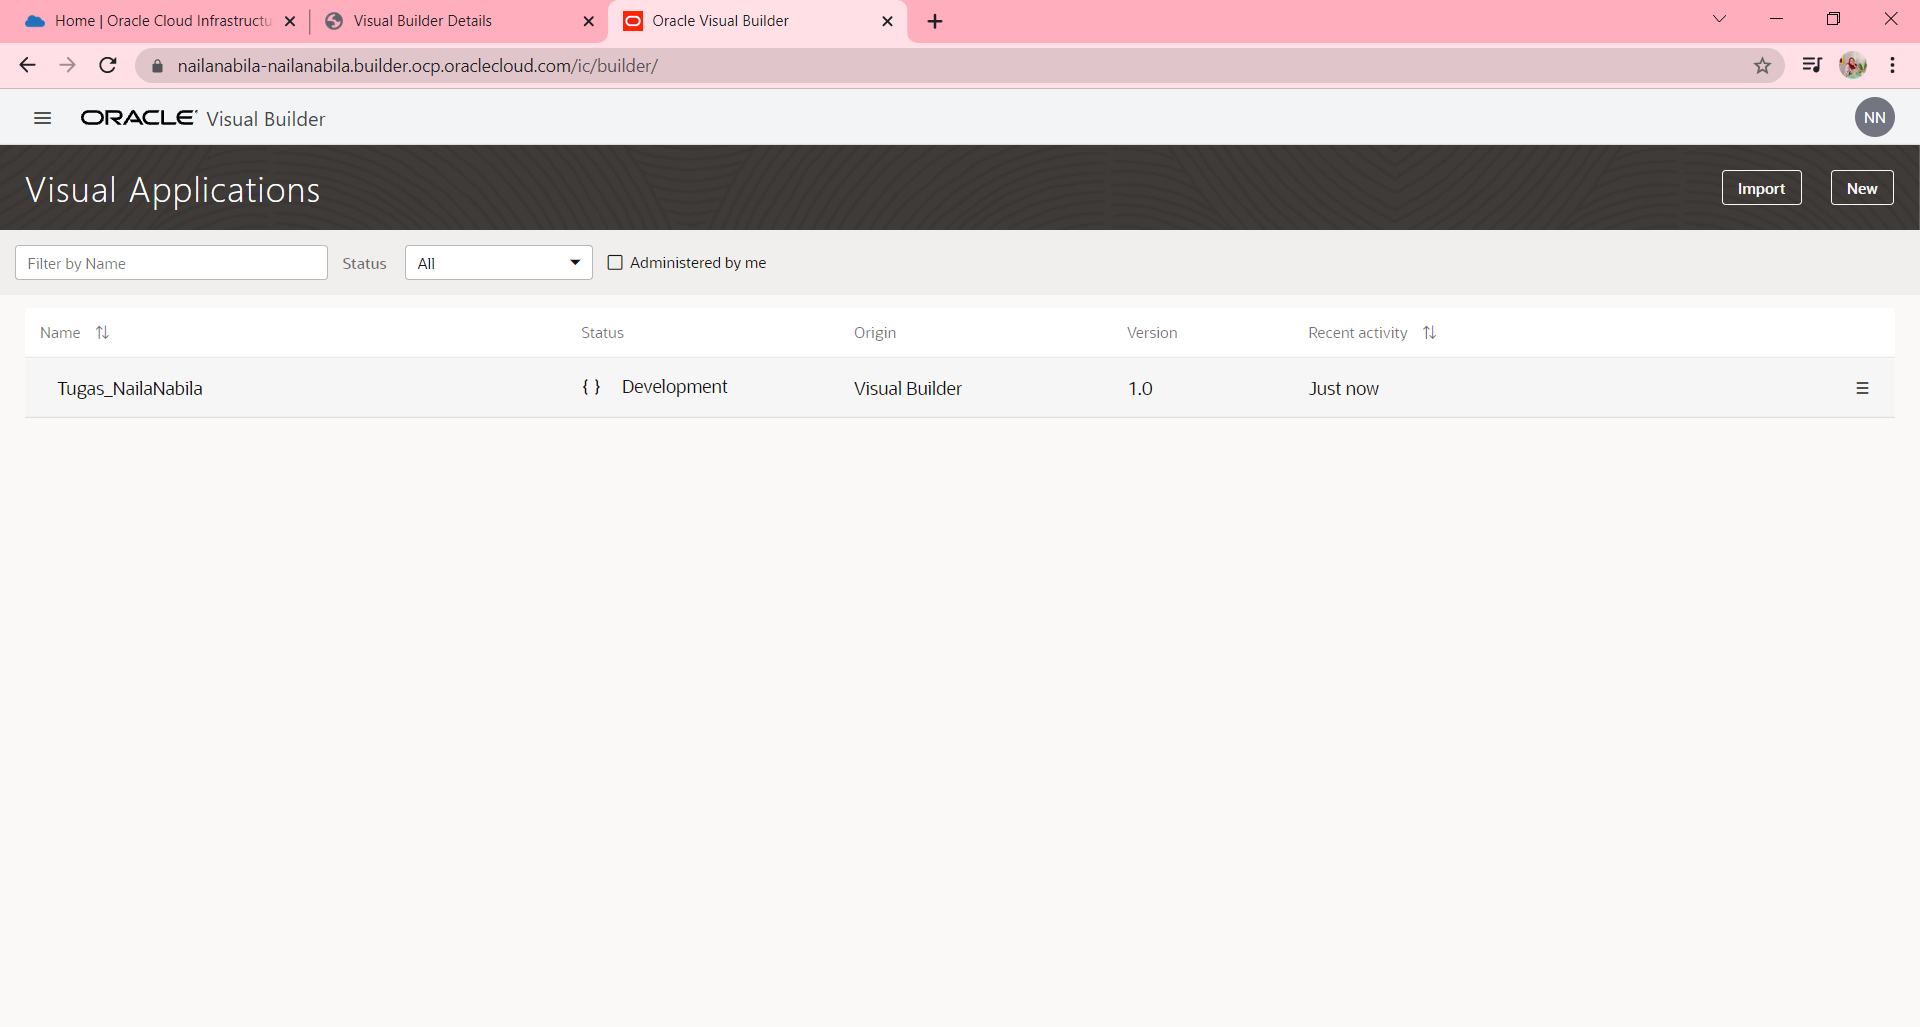 Home | Oracle Cloud Infrastructu
Visual Builder Details
Oracle Visual Builder
nailanabila-nailanabila.builder.ocp.oraclecloud.com/ic/builder/
ORACLE Visual Builder
NN
Visual Applications
Import
New
Filter by Name
Status
All
Administered by me
Name
Status
Origin
Version
Recent activity
Tugas_NailaNabila
{ } Development
Visual Builder
1.0
Just now